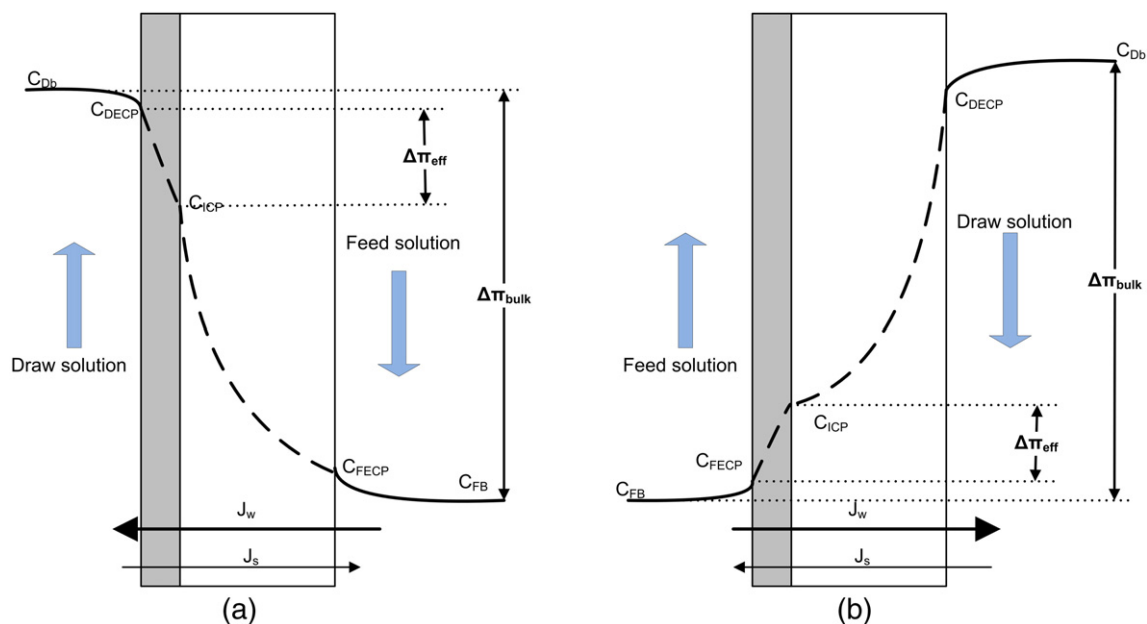 C_Db
C_DECP
Δπ_eff
C_ICP
Feed solution
Δπ_bulk
Draw solution
C_FECP
C_FB
J_w
J_s
(a)
C_Db
C_DECP
Draw solution
Δπ_bulk
Feed solution
C_ICP
Δπ_eff
C_FECP
C_FB
J_w
J_s
(b)